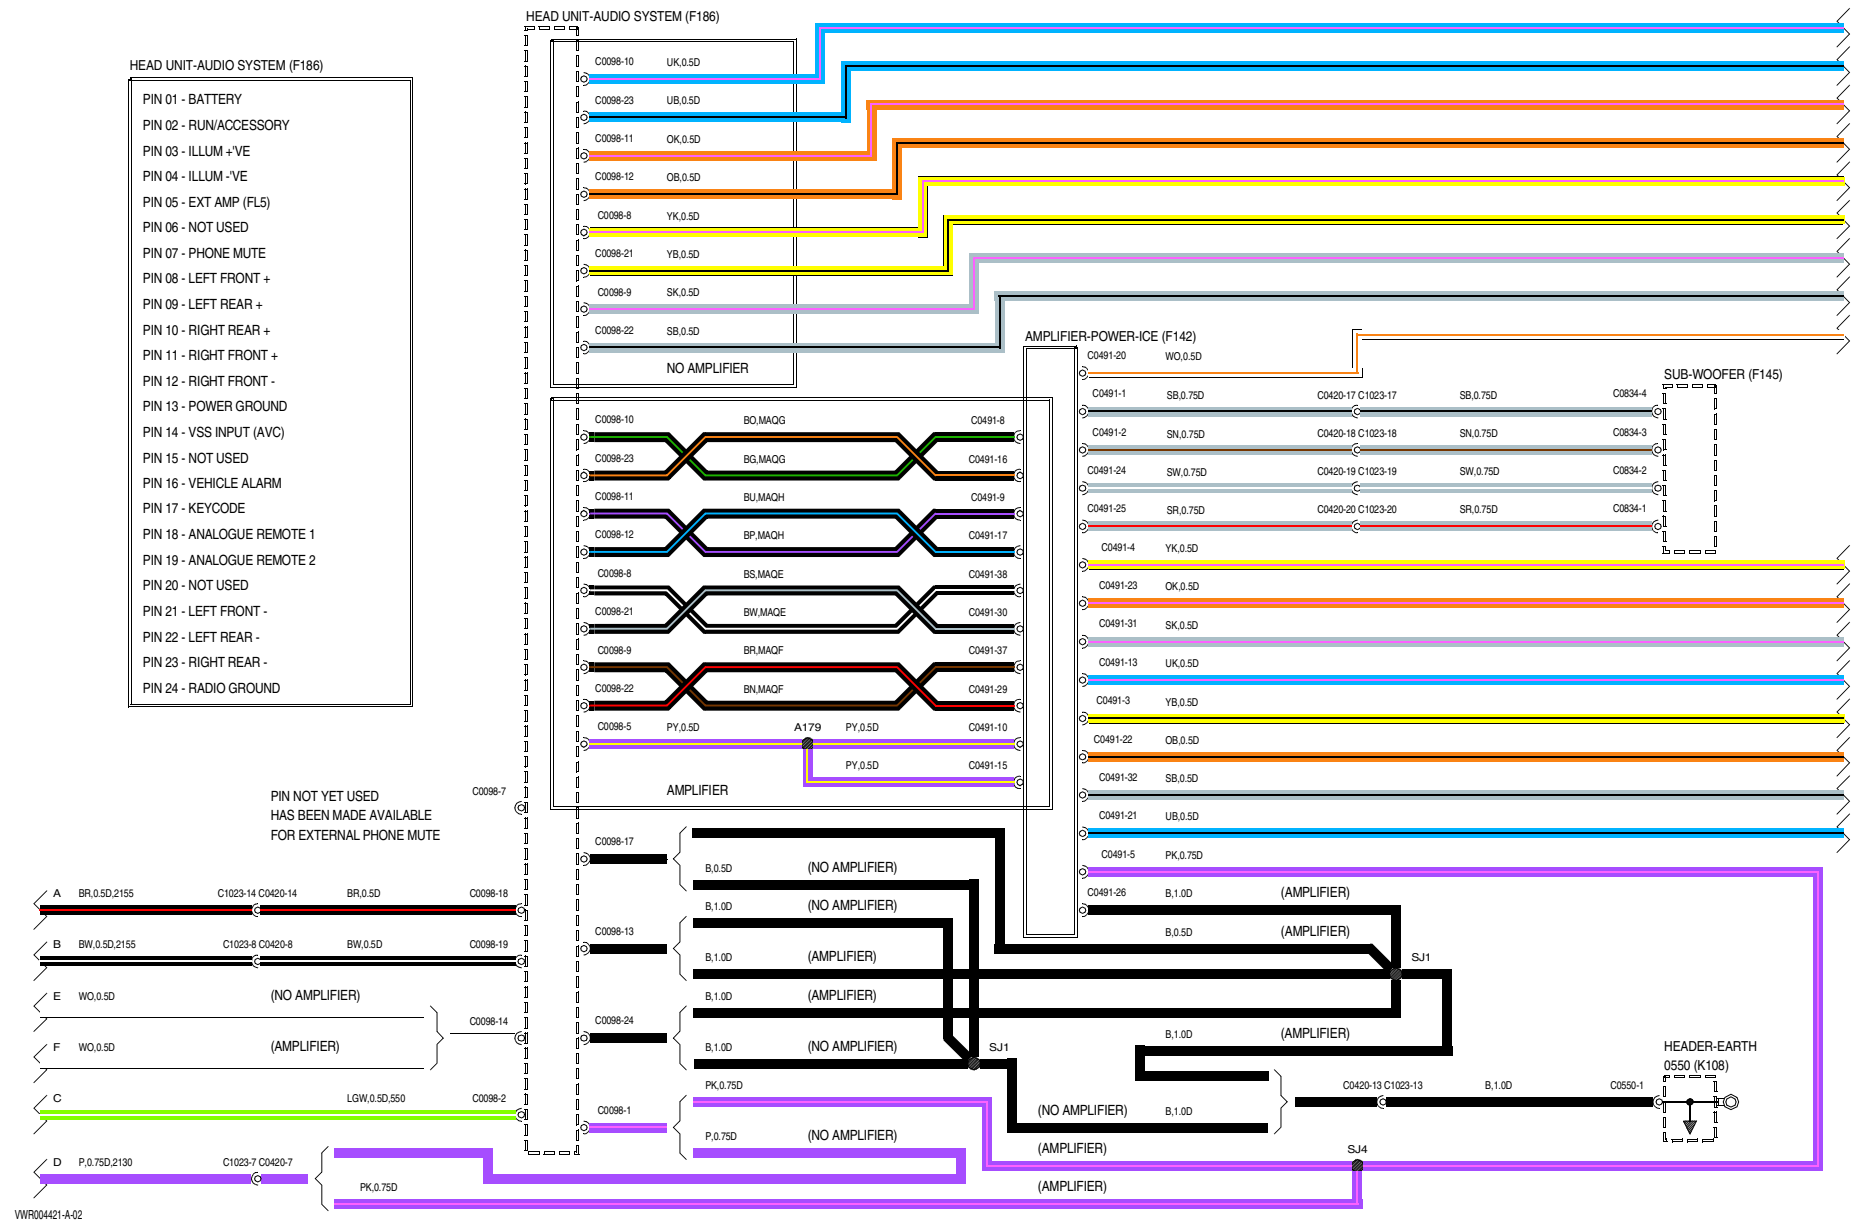 HEAD UNIT-AUDIO SYSTEM (F186)
PIN 01 - BATTERY
PIN 02 - RUN/ACCESSORY
PIN 03 - ILLUM +'VE
PIN 04 - ILLUM -'VE
PIN 05 - EXT AMP (FL5)
PIN 06 - NOT USED
PIN 07 - PHONE MUTE
PIN 08 - LEFT FRONT +
PIN 09 - LEFT REAR +
PIN 10 - RIGHT REAR +
PIN 11 - RIGHT FRONT +
PIN 12 - RIGHT FRONT -
PIN 13 - POWER GROUND
PIN 14 - VSS INPUT (AVC)
PIN 15 - NOT USED
PIN 16 - VEHICLE ALARM
PIN 17 - KEYCODE
PIN 18 - ANALOGUE REMOTE 1
PIN 19 - ANALOGUE REMOTE 2
PIN 20 - NOT USED
PIN 21 - LEFT FRONT -
PIN 22 - LEFT REAR -
PIN 23 - RIGHT REAR -
PIN 24 - RADIO GROUND
HEAD UNIT-AUDIO SYSTEM (F186)
C0098-10 UK,0.5D
C0098-23 UB,0.5D
C0098-11 OK,0.5D
C0098-12 OB,0.5D
C0098-8 YK,0.5D
C0098-21 YB,0.5D
C0098-9 SK,0.5D
C0098-22 SB,0.5D
NO AMPLIFIER
C0098-10 BO,MAQG C0491-8
C0098-23 BG,MAQG C0491-16
C0098-11 BU,MAQH C0491-9
C0098-12 BP,MAQH C0491-17
C0098-8 BS,MAQE C0491-38
C0098-21 BW,MAQE C0491-30
C0098-9 BR,MAQF C0491-37
C0098-22 BN,MAQF C0491-29
C0098-5 PY,0.5D A179 PY,0.5D C0491-10
PY,0.5D C0491-15
AMPLIFIER
AMPLIFIER-POWER-ICE (F142)
C0491-20 WO,0.5D
SUB-WOOFER (F145)
C0491-1 SB,0.75D C0420-17 C1023-17 SB,0.75D C0834-4
C0491-2 SN,0.75D C0420-18 C1023-18 SN,0.75D C0834-3
C0491-24 SW,0.75D C0420-19 C1023-19 SW,0.75D C0834-2
C0491-25 SR,0.75D C0420-20 C1023-20 SR,0.75D C0834-1
C0491-4 YK,0.5D
C0491-23 OK,0.5D
C0491-31 SK,0.5D
C0491-13 UK,0.5D
C0491-3 YB,0.5D
C0491-22 OB,0.5D
C0491-32 SB,0.5D
C0491-21 UB,0.5D
C0491-5 PK,0.75D
C0491-26 B,1.0D (AMPLIFIER)
B,0.5D (AMPLIFIER)
SJ1
B,1.0D (AMPLIFIER)
PIN NOT YET USED
HAS BEEN MADE AVAILABLE
FOR EXTERNAL PHONE MUTE
C0098-7
C0098-17
B,0.5D (NO AMPLIFIER)
B,1.0D (NO AMPLIFIER)
C0098-13
B,1.0D (AMPLIFIER)
B,1.0D (AMPLIFIER)
C0098-24
B,1.0D (NO AMPLIFIER)
SJ1
A BR,0.5D,2155 C1023-14 C0420-14 BR,0.5D C0098-18
B BW,0.5D,2155 C1023-8 C0420-8 BW,0.5D C0098-19
E WO,0.5D (NO AMPLIFIER)
C0098-14
F WO,0.5D (AMPLIFIER)
C LGW,0.5D,550 C0098-2
D P,0.75D,2130 C1023-7 C0420-7
PK,0.75D
C0098-1
PK,0.75D
P,0.75D (NO AMPLIFIER)
(NO AMPLIFIER) B,1.0D
(AMPLIFIER)
(AMPLIFIER)
SJ4
HEADER-EARTH
0550 (K108)
C0420-13 C1023-13 B,1.0D C0550-1
VWR004421-A-02